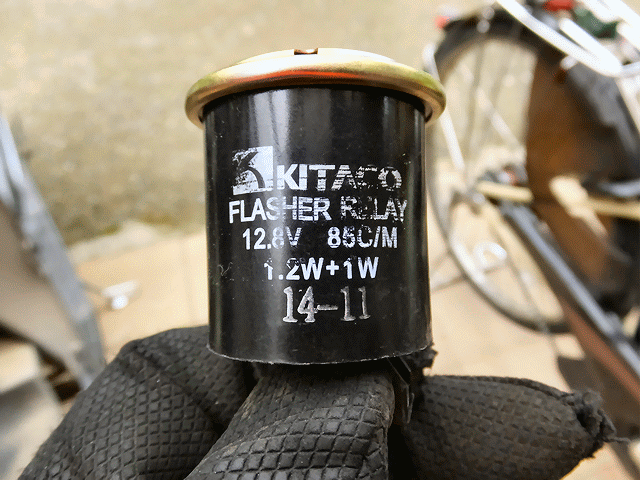 KITACO
FLASHER RELAY
12.8V 85C/M
1.2W+1W
14-11